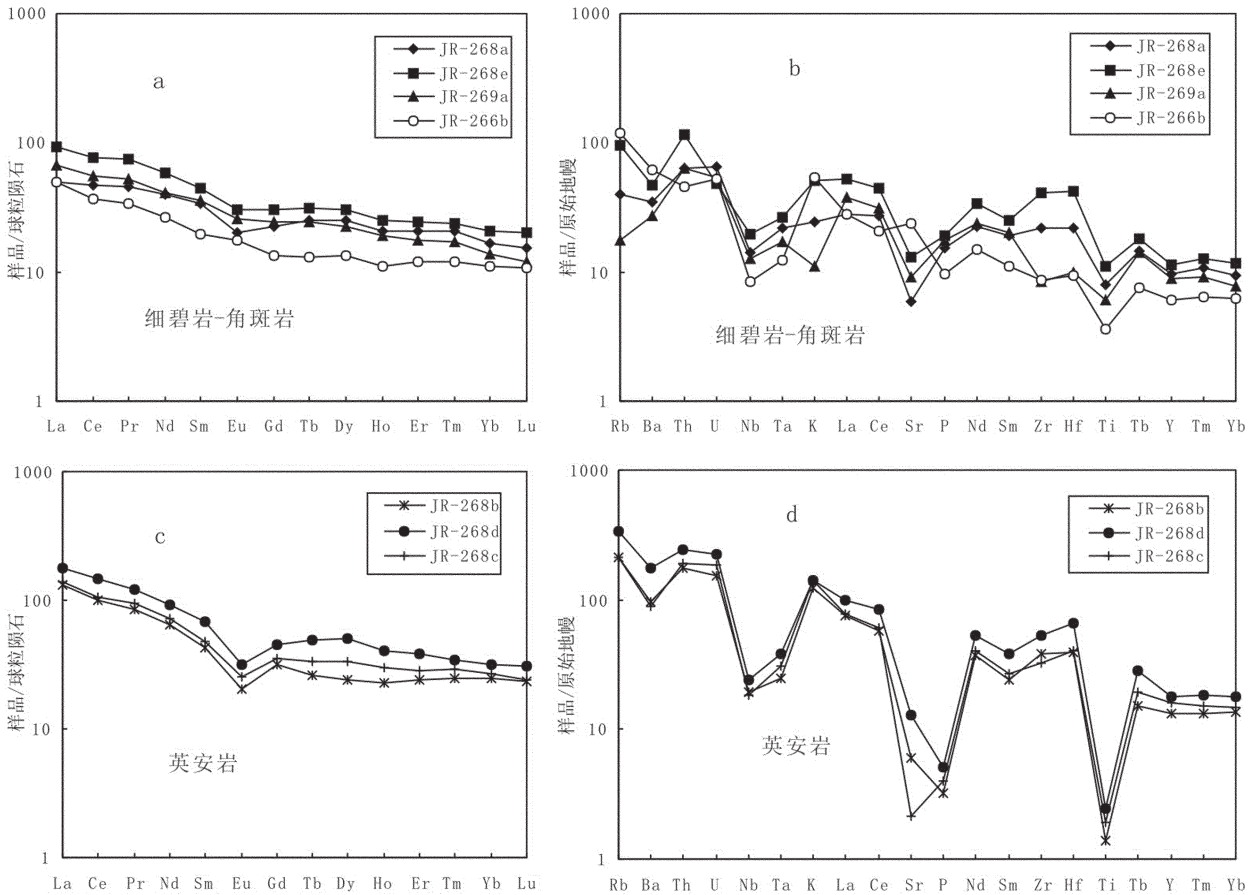 1000
100
10
1
样品/球粒陨石
a
JR-268a
JR-268e
JR-269a
JR-266b
细碧岩-角斑岩
La Ce Pr Nd Sm Eu Gd Tb Dy Ho Er Tm Yb Lu
1000
100
10
1
样品/原始地幔
b
JR-268a
JR-268e
JR-269a
JR-266b
细碧岩-角斑岩
Rb Ba Th U Nb Ta K La Ce Sr P Nd Sm Zr Hf Ti Tb Y Tm Yb
1000
100
10
1
样品/球粒陨石
c
JR-268b
JR-268d
JR-268c
英安岩
La Ce Pr Nd Sm Eu Gd Tb Dy Ho Er Tm Yb Lu
1000
100
10
1
样品/原始地幔
d
JR-268b
JR-268d
JR-268c
英安岩
Rb Ba Th U Nb Ta K La Ce Sr P Nd Sm Zr Hf Ti Tb Y Tm Yb